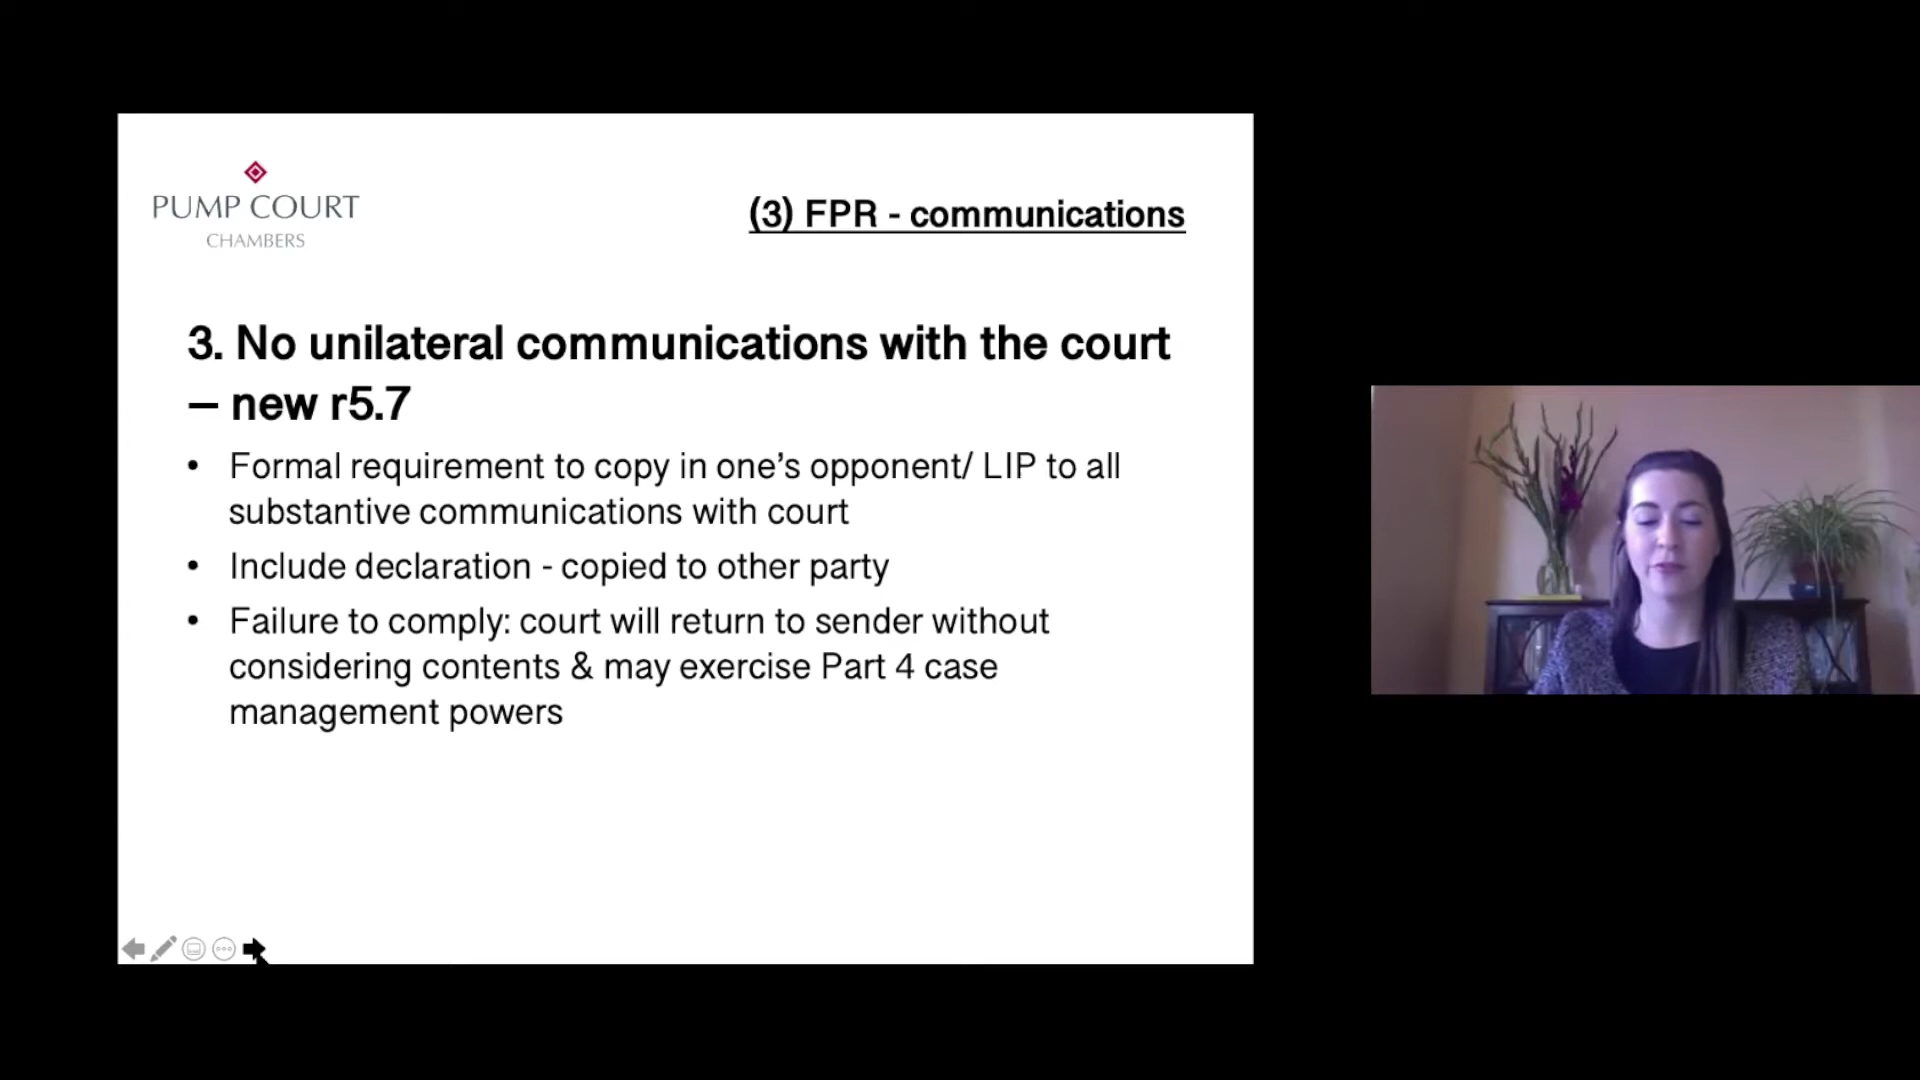 PUMP COURT
CHAMBERS
(3) FPR - communications
3. No unilateral communications with the court
– new r5.7
• Formal requirement to copy in one’s opponent/ LIP to all
substantive communications with court
• Include declaration - copied to other party
• Failure to comply: court will return to sender without
considering contents & may exercise Part 4 case
management powers